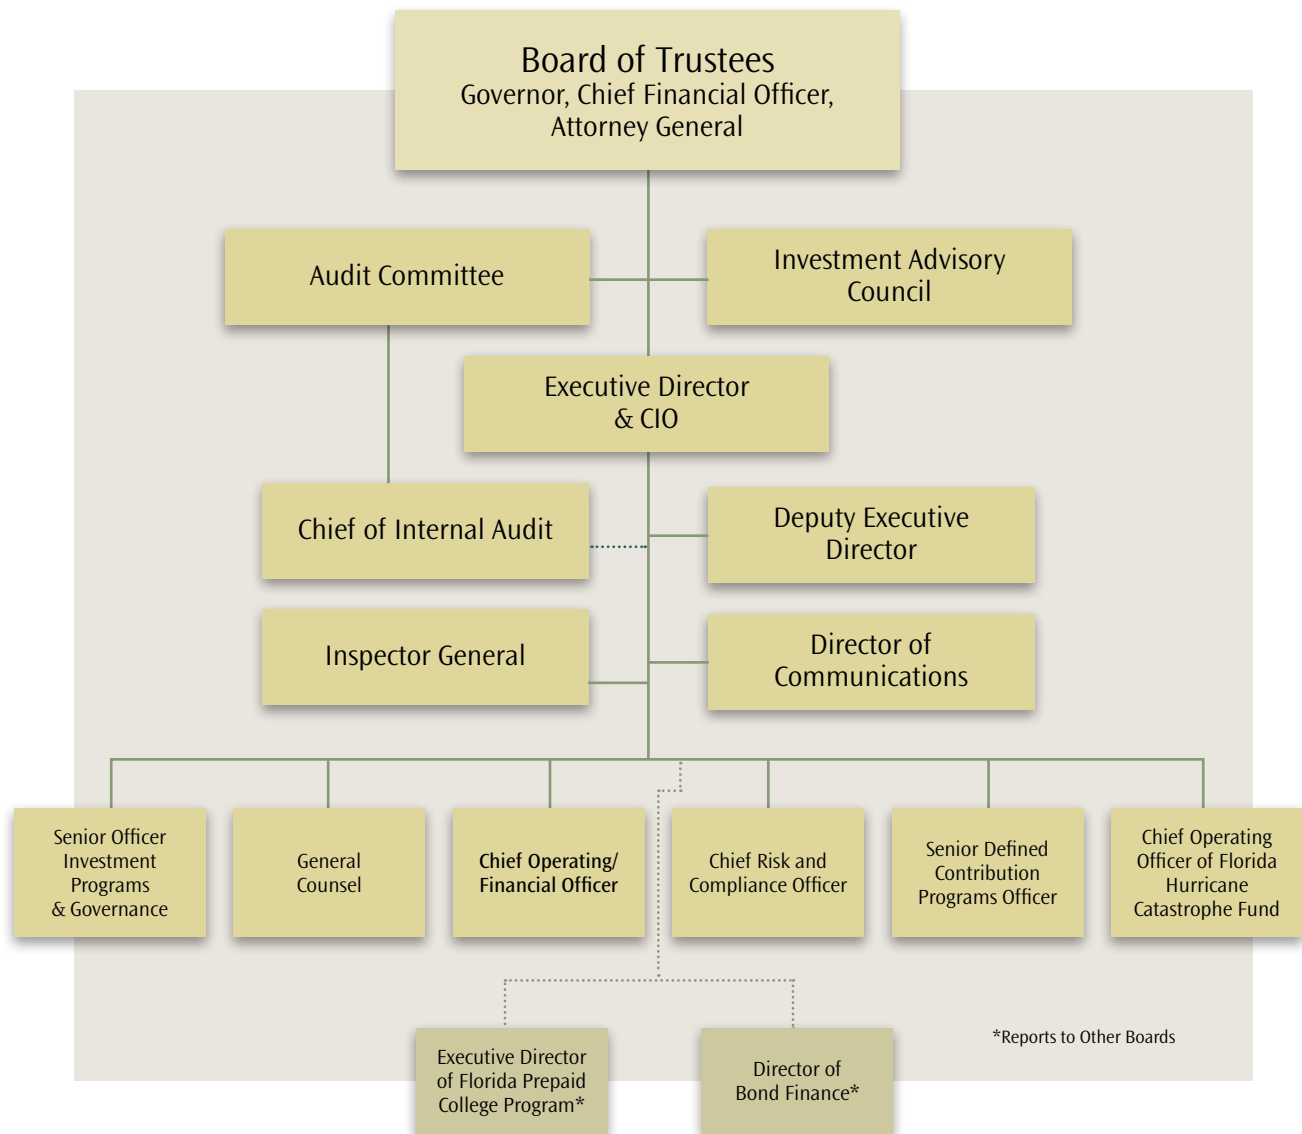 Board of Trustees
Governor, Chief Financial Officer,
Attorney General
Audit Committee
Investment Advisory
Council
Executive Director
& CIO
Chief of Internal Audit
Deputy Executive
Director
Inspector General
Director of
Communications
Senior Officer
Investment
Programs
& Governance
General
Counsel
Chief Operating/
Financial Officer
Chief Risk and
Compliance Officer
Senior Defined
Contribution
Programs Officer
Chief Operating
Officer of Florida
Hurricane
Catastrophe Fund
Executive Director
of Florida Prepaid
College Program*
Director of
Bond Finance*
*Reports to Other Boards